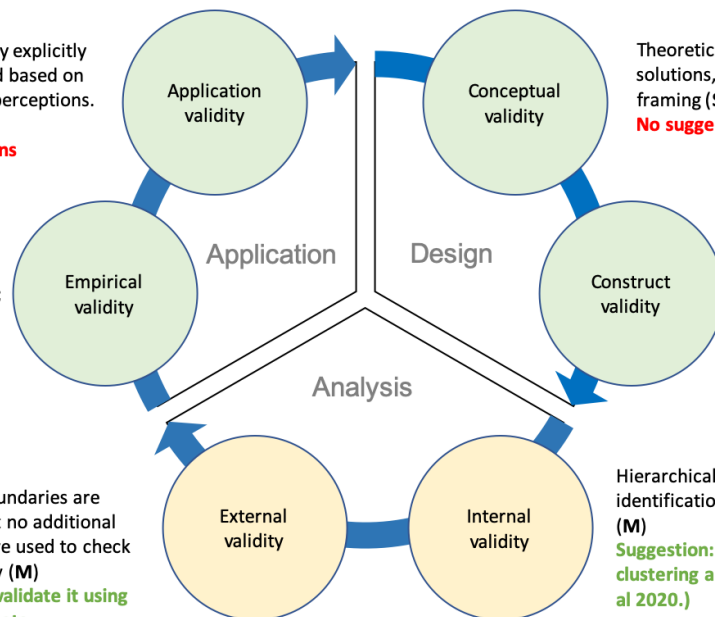 y explicitly
d based on
perceptions.
ns
Application
validity
Conceptual
validity
Theoretic
solutions,
framing (S
No sugge
Empirical
validity
Application
Design
Construct
validity
Analysis
External
validity
Internal
validity
undaries are
no additional
re used to check
y (M)
validate it using
Hierarchical
identificatio
(M)
Suggestion:
clustering a
al 2020.)